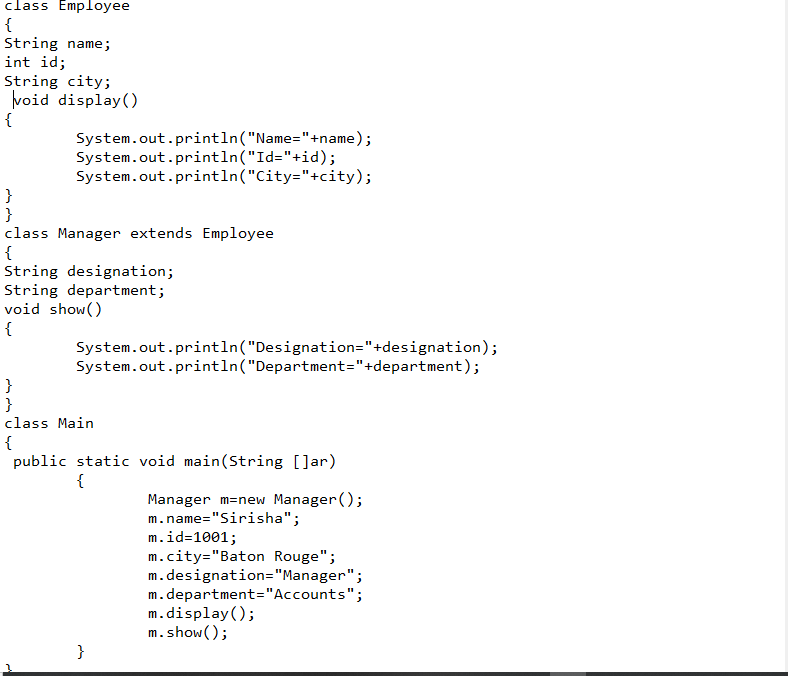 class Employee
{
String name;
int id;
String city;
 void display()
{
        System.out.println("Name="+name);
        System.out.println("Id="+id);
        System.out.println("City="+city);
}
}
class Manager extends Employee
{
String designation;
String department;
void show()
{
        System.out.println("Designation="+designation);
        System.out.println("Department="+department);
}
}
class Main
{
 public static void main(String []ar)
        {
                Manager m=new Manager();
                m.name="Sirisha";
                m.id=1001;
                m.city="Baton Rouge";
                m.designation="Manager";
                m.department="Accounts";
                m.display();
                m.show();
        }
}